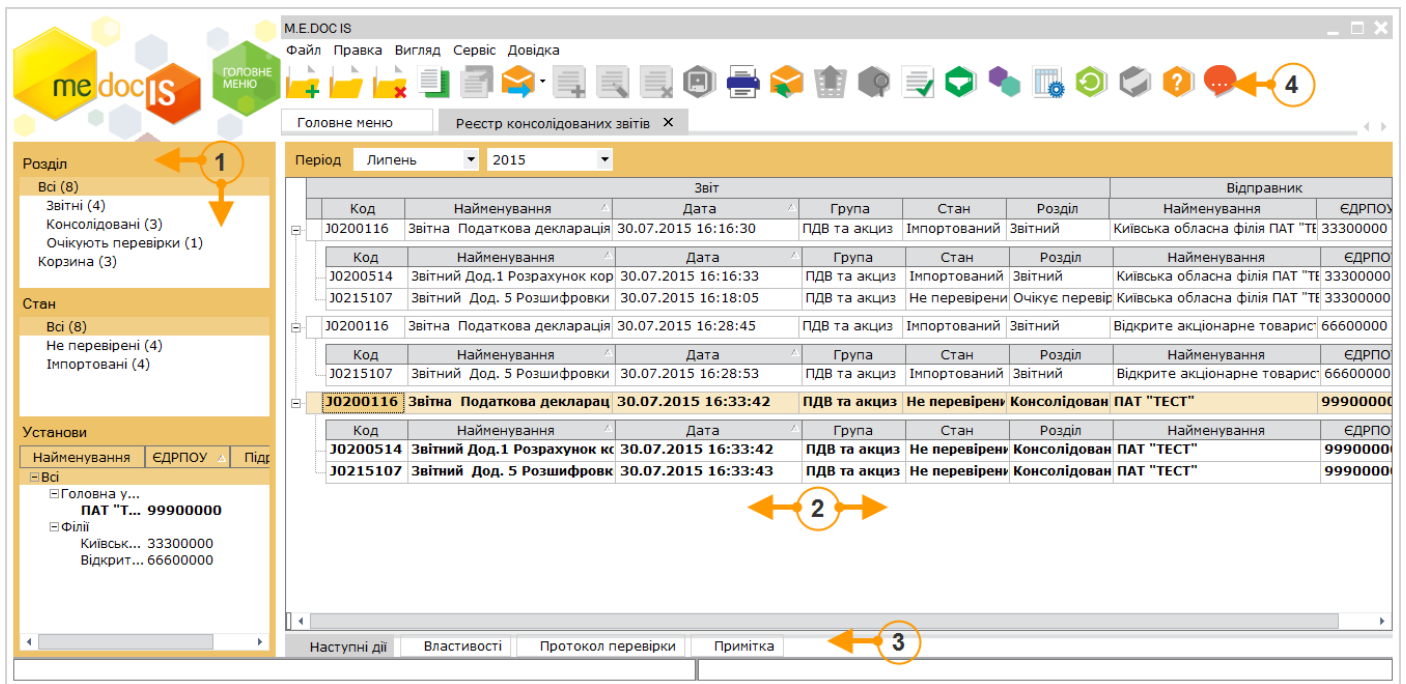 M.E.DOC IS
Файл Правка Вигляд Сервіс Довідка
me doc IS
ГОЛОВНЕ
МЕНЮ
4
Головне меню Реєстр консолідованих звітів X
Розділ 1
Всі (8)
Звітні (4)
Консолідовані (3)
Очікують перевірки (1)
Корзина (3)
Стан
Всі (8)
Не перевірені (4)
Імпортовані (4)
Установи
Найменування ЄДРПОУ Підр
Всі
Головна у...
ПАТ "Т... 99900000
Філії
Київськ... 33300000
Відкрит... 66600000
Період Липень 2015
Звіт Відправник
Код Найменування Дата Група Стан Розділ Найменування ЄДРПОУ
J0200116 Звітна Податкова декларація 30.07.2015 16:16:30 ПДВ та акциз Імпортований Звітний Київська обласна філія ПАТ "ТЕ 33300000
Код Найменування Дата Група Стан Розділ Найменування ЄДРПО
J0200514 Звітний Дод.1 Розрахунок кор 30.07.2015 16:16:33 ПДВ та акциз Імпортований Звітний Київська обласна філія ПАТ "ТЕ 33300000
J0215107 Звітний Дод. 5 Розшифровки 30.07.2015 16:18:05 ПДВ та акциз Не перевірени Очікує перевір Київська обласна філія ПАТ "ТЕ 33300000
J0200116 Звітна Податкова декларація 30.07.2015 16:28:45 ПДВ та акциз Імпортований Звітний Відкрите акціонарне товарист 66600000
Код Найменування Дата Група Стан Розділ Найменування ЄДРПО
J0215107 Звітний Дод. 5 Розшифровки 30.07.2015 16:28:53 ПДВ та акциз Імпортований Звітний Відкрите акціонарне товарист 66600000
J0200116 Звітна Податкова декларац 30.07.2015 16:33:42 ПДВ та акциз Не перевірени Консолідован ПАТ "ТЕСТ" 99900000
Код Найменування Дата Група Стан Розділ Найменування ЄДРПО
J0200514 Звітний Дод.1 Розрахунок ко 30.07.2015 16:33:42 ПДВ та акциз Не перевірени Консолідован ПАТ "ТЕСТ" 99900000
J0215107 Звітний Дод. 5 Розшифровк 30.07.2015 16:33:43 ПДВ та акциз Не перевірени Консолідован ПАТ "ТЕСТ" 99900000
2
Наступні дії Властивості Протокол перевірки Примітка 3